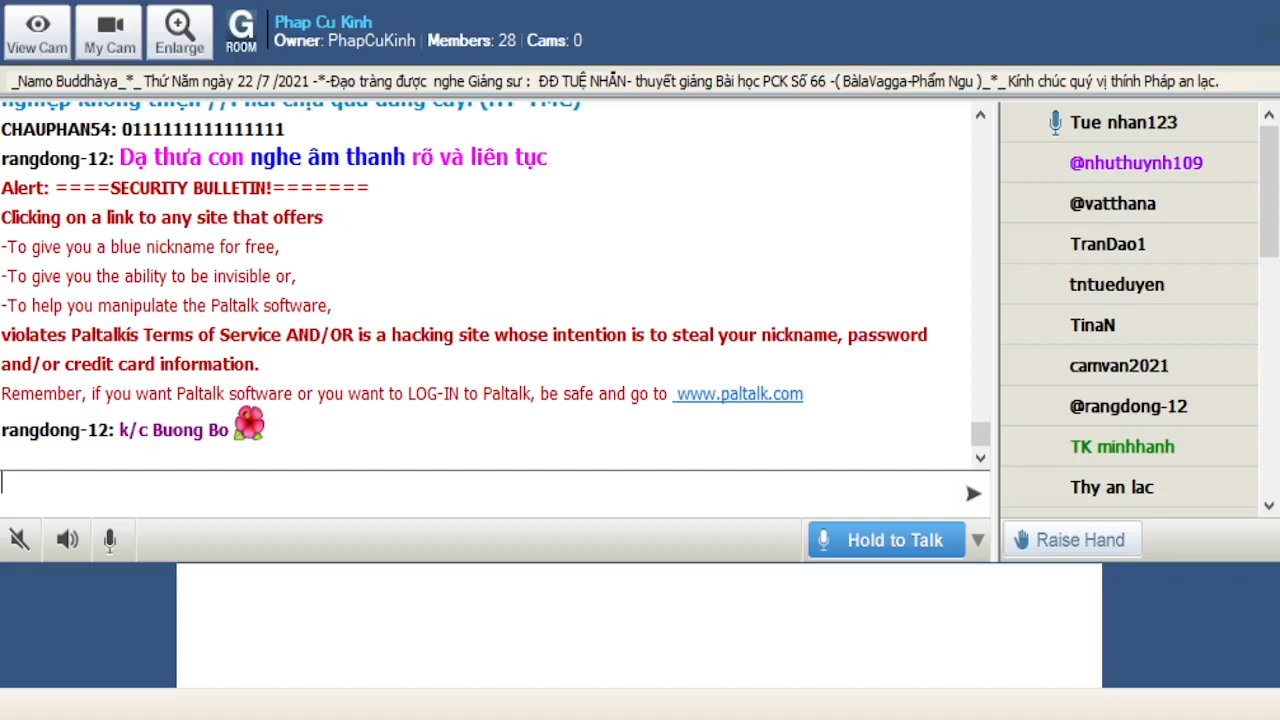 View Cam
My Cam
Enlarge
G
ROOM
Phap Cu Kinh
Owner: PhapCuKinh | Members: 28 | Cams: 0
_Namo Buddhàya_*_ Thứ Năm ngày 22 /7 /2021 -*-Đạo tràng được nghe Giảng sư : ĐĐ TUỆ NHẪN- thuyết giảng Bài học PCK Số 66 -( BàlaVagga-Phẩm Ngu )_*_ Kính chúc quý vị thính Pháp an lạc.
CHAUPHAN54: 0111111111111111
rangdong-12: Dạ thưa con nghe âm thanh rõ và liên tục
Alert: ====SECURITY BULLETIN!=======
Clicking on a link to any site that offers
-To give you a blue nickname for free,
-To give you the ability to be invisible or,
-To help you manipulate the Paltalk software,
violates Paltalkís Terms of Service AND/OR is a hacking site whose intention is to steal your nickname, password
and/or credit card information.
Remember, if you want Paltalk software or you want to LOG-IN to Paltalk, be safe and go to www.paltalk.com
rangdong-12: k/c Buong Bo
Hold to Talk
Tue nhan123
@nhuthuynh109
@vatthana
TranDao1
tntueduyen
TinaN
camvan2021
@rangdong-12
TK minhhanh
Thy an lac
Raise Hand